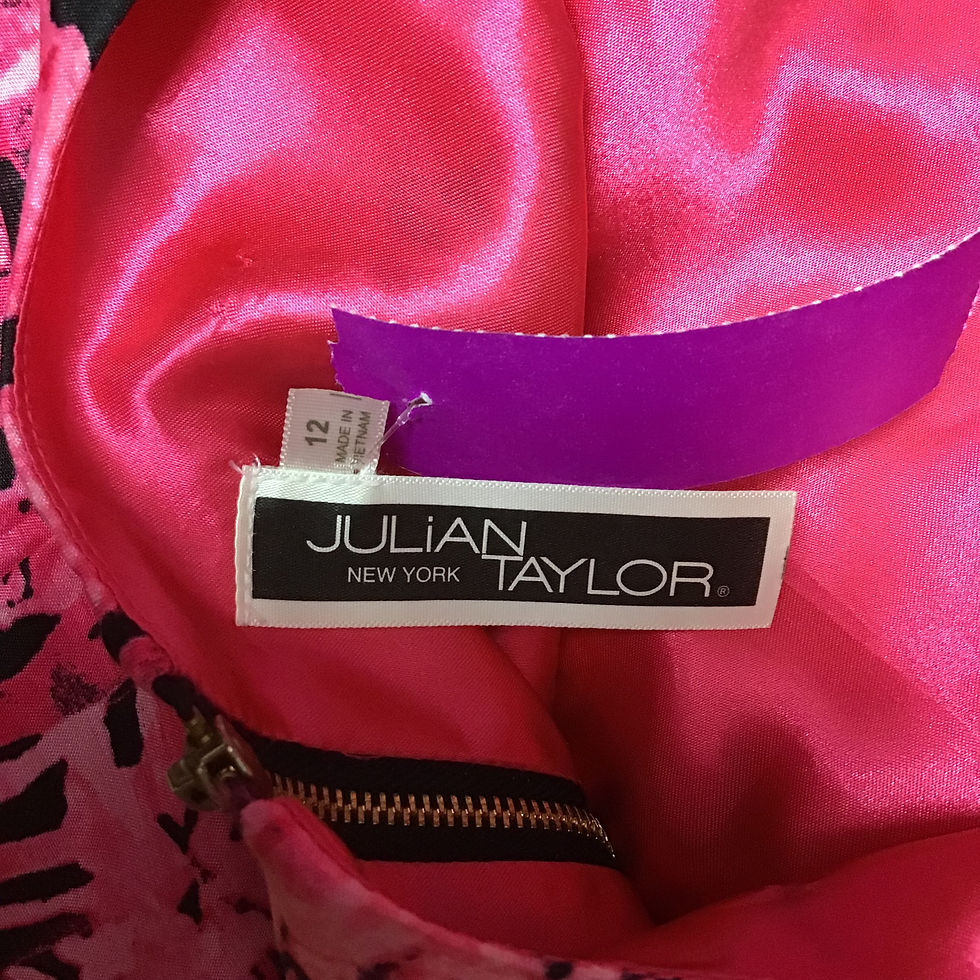 12
MADE IN
VIETNAM
JULiAN
NEW YORK
TAYLOR®